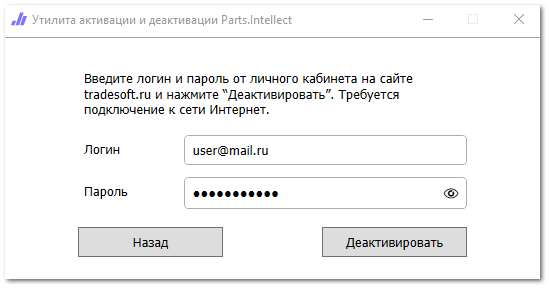 Утилита активации и деактивации Parts.Intellect
Введите логин и пароль от личного кабинета на сайте
tradesoft.ru и нажмите “Деактивировать”. Требуется
подключение к сети Интернет.
Логин
user@mail.ru
Пароль
●●●●●●●●●●●
Назад
Деактивировать